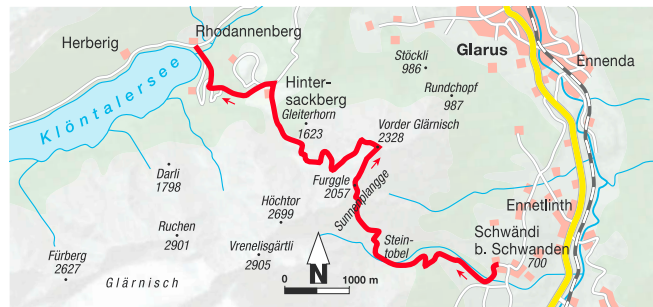 Rhodannenberg
Herberig
Klöntalersee
Stöckli
986
Glarus
Ennenda
Hinter-
sackberg
Gleiterhorn
1623
Rundchopf
987
Vorder Glärnisch
2328
Darli
1798
Furggle
2057
Sunnenplangge
Höchtor
2699
Ennetlinth
Ruchen
2901
Vrenelisgärtli
2905
Stein-
tobel
Schwändi
b. Schwanden
700
Fürberg
2627
Glärnisch
N
0
1000 m